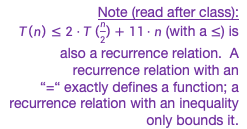 Note (read after class):
T(n) ≤ 2 · T(n/2) + 11 · n (with a ≤) is
also a recurrence relation.  A
recurrence relation with an
“=“ exactly defines a function; a
recurrence relation with an inequality
only bounds it.